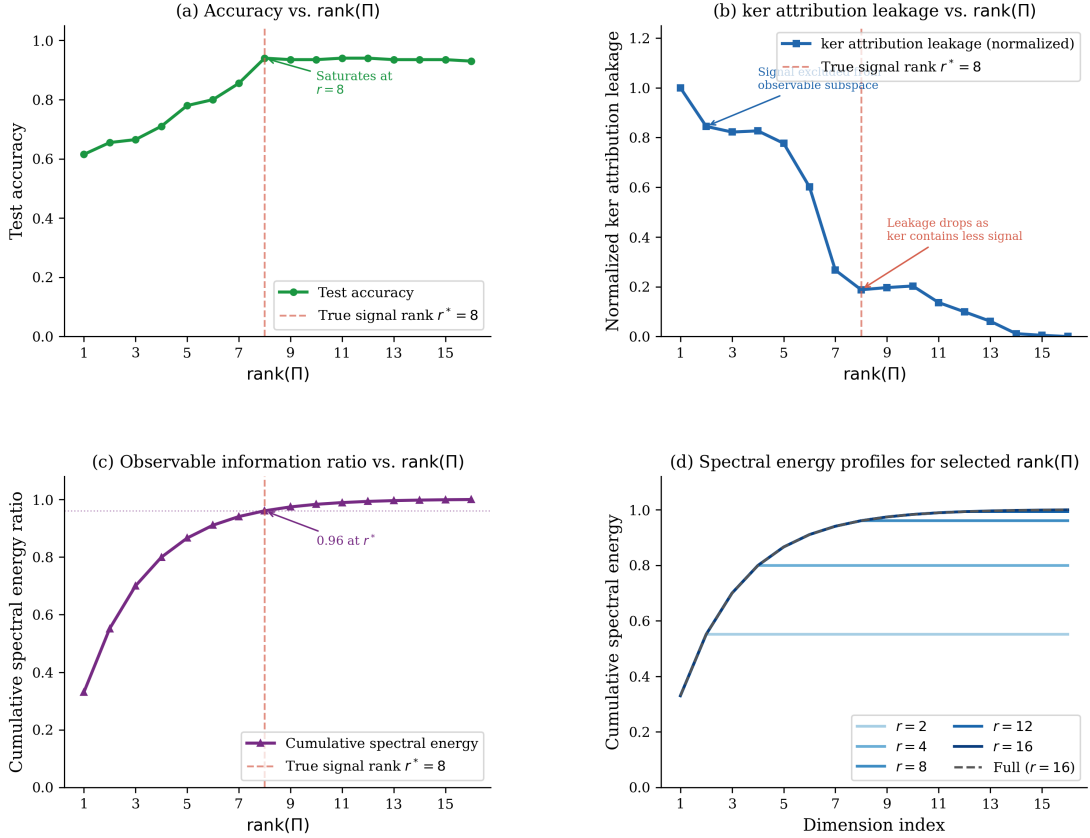 (a) Accuracy vs. rank(Π)
1.0
0.8
0.6
0.4
0.2
0.0
Test accuracy
Saturates at
r = 8
Test accuracy
True signal rank r* = 8
1 3 5 7 9 11 13 15
rank(Π)
(b) ker attribution leakage vs. rank(Π)
1.2
1.0
0.8
0.6
0.4
0.2
0.0
Normalized ker attribution leakage
ker attribution leakage (normalized)
True signal rank r* = 8
Signal excluded from
observable subspace
Leakage drops as
ker contains less signal
1 3 5 7 9 11 13 15
rank(Π)
(c) Observable information ratio vs. rank(Π)
1.0
0.8
0.6
0.4
0.2
0.0
Cumulative spectral energy ratio
0.96 at r*
Cumulative spectral energy
True signal rank r* = 8
1 3 5 7 9 11 13 15
rank(Π)
(d) Spectral energy profiles for selected rank(Π)
1.0
0.8
0.6
0.4
0.2
0.0
Cumulative spectral energy
r = 2
r = 4
r = 8
r = 12
r = 16
Full (r = 16)
1 3 5 7 9 11 13 15
Dimension index